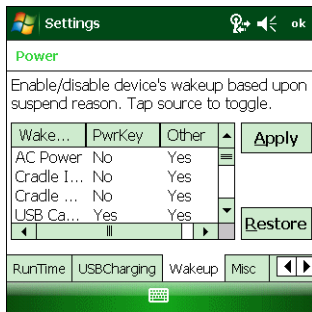 Settings ok
Power
Enable/disable device's wakeup based upon
suspend reason. Tap source to toggle.
Wake... PwrKey Other
Apply
AC Power No Yes
Cradle I... No Yes
Cradle ... No Yes
USB Ca... Yes Yes
Restore
RunTime USBCharging Wakeup Misc